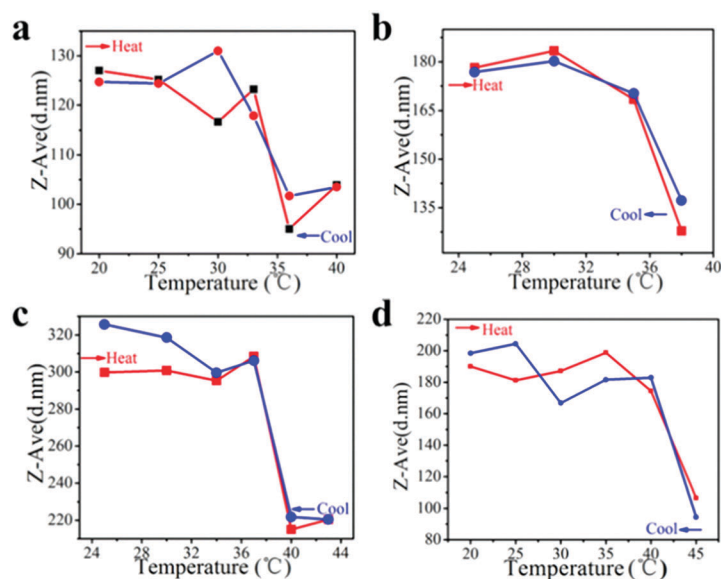 a
130
120
110
100
90
Z-Ave(d.nm)
Heat
Cool
20 25 30 35 40
Temperature (℃)
b
180
165
150
135
Z-Ave(d.nm)
Heat
Cool
24 28 32 36 40
Temperature (℃)
c
320
300
280
260
240
220
Z-Ave(d.nm)
Heat
Cool
24 28 32 36 40 44
Temperature (℃)
d
220
200
180
160
140
120
100
80
Z-Ave(d.nm)
Heat
Cool
20 25 30 35 40 45
Temperature (℃)